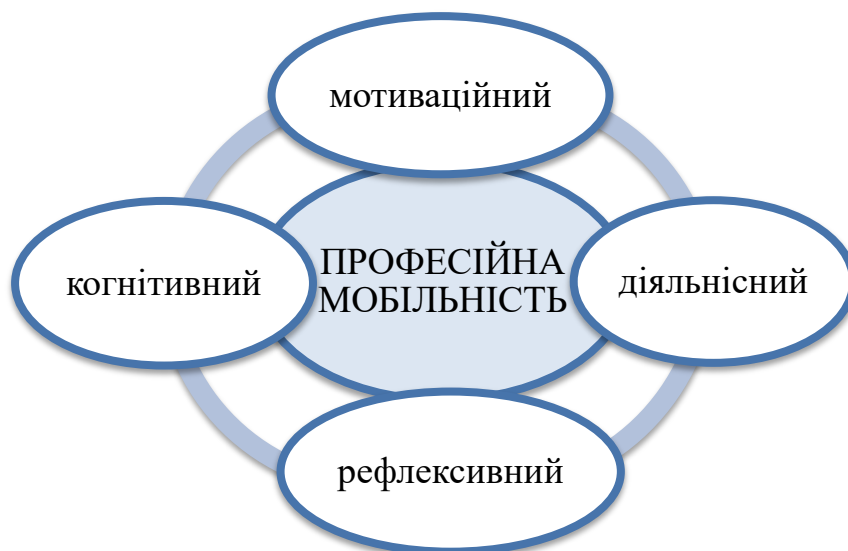 мотиваційний
когнітивний
ПРОФЕСІЙНА
МОБІЛЬНІСТЬ
діяльнісний
рефлексивний